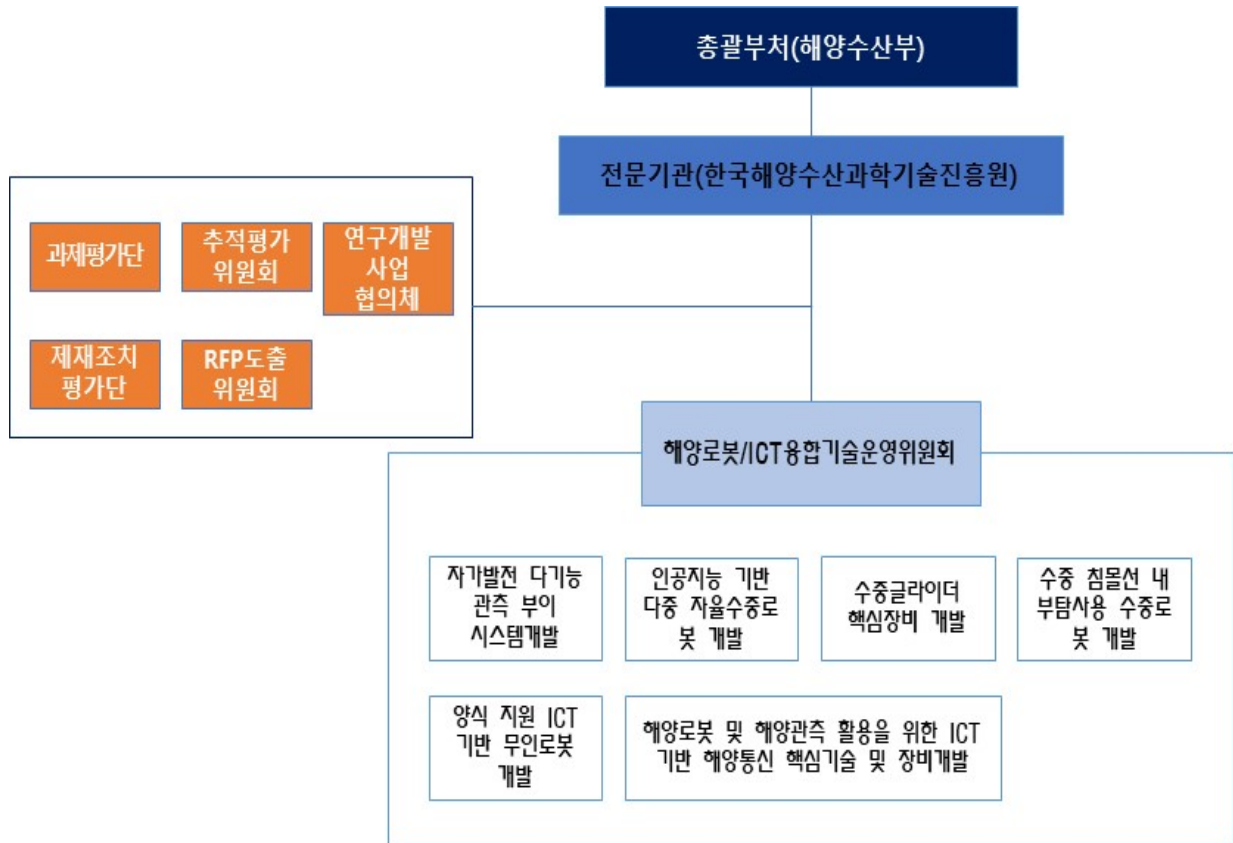 총괄부처(해양수산부)
전문기관(한국해양수산과학기술진흥원)
과제평가단
추적평가
위원회
연구개발
사업
협의체
제재조치
평가단
RFP도출
위원회
해양로봇/ICT융합기술운영위원회
자가발전 다기능
관측 부이
시스템개발
인공지능 기반
다중 자율수중로
봇 개발
수중글라이더
핵심장비 개발
수중 침몰선 내
부탐사용 수중로
봇 개발
양식 지원 ICT
기반 무인로봇
개발
해양로봇 및 해양관측 활용을 위한 ICT
기반 해양통신 핵심기술 및 장비개발